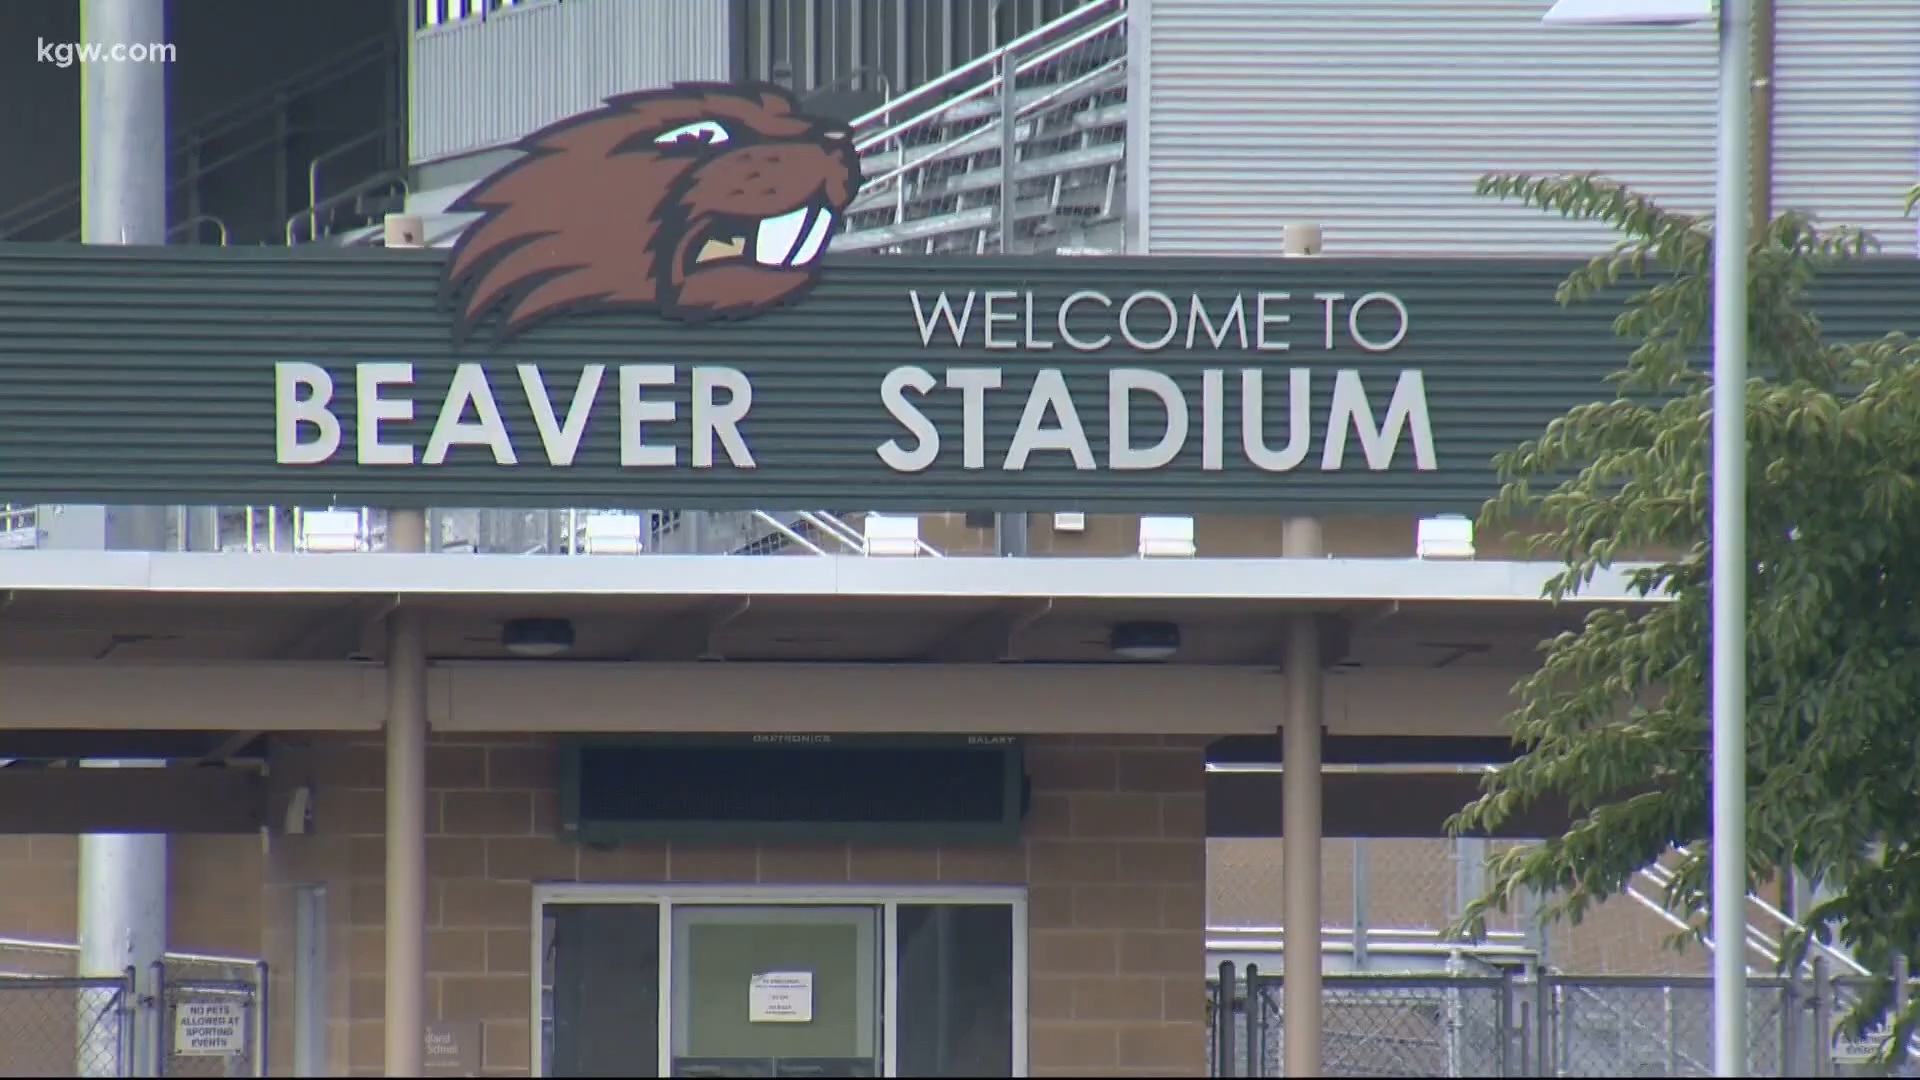 kgw.com
WELCOME TO
BEAVER STADIUM
DAKTRONICS GALAXY
NO PETS
ALLOWED AT
SPORTING
EVENTS